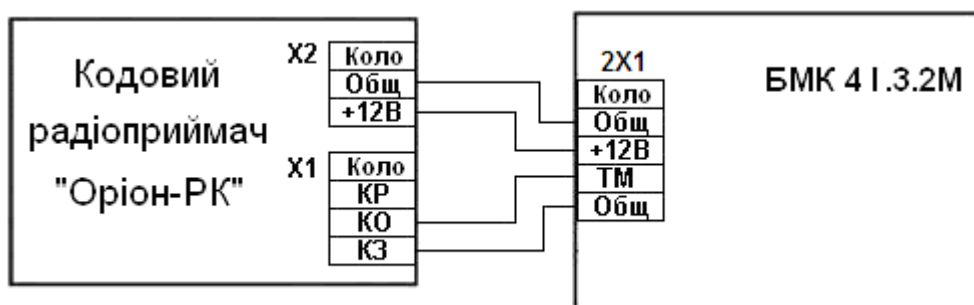 Кодовий
радіоприймач
"Оріон-РК"
X2
Коло
Общ
+12В
X1
Коло
КР
КО
КЗ
2X1
Коло
Общ
+12В
ТМ
Общ
БМК 4 І.3.2М